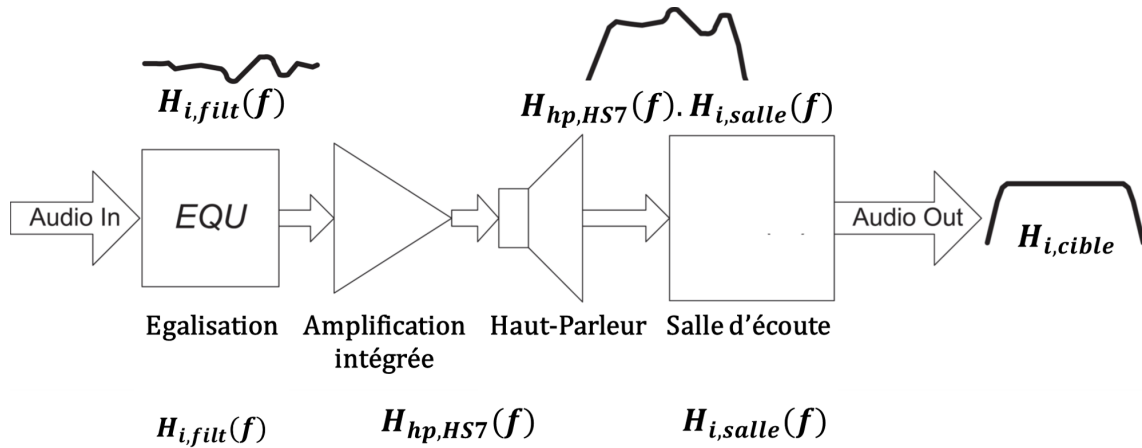 H_{i,filt}(f)
H_{hp,HS7}(f). H_{i,salle}(f)
Audio In
EQU
Audio Out
H_{i,cible}
Egalisation
Amplification
intégrée
Haut-Parleur
Salle d'écoute
H_{i,filt}(f)
H_{hp,HS7}(f)
H_{i,salle}(f)